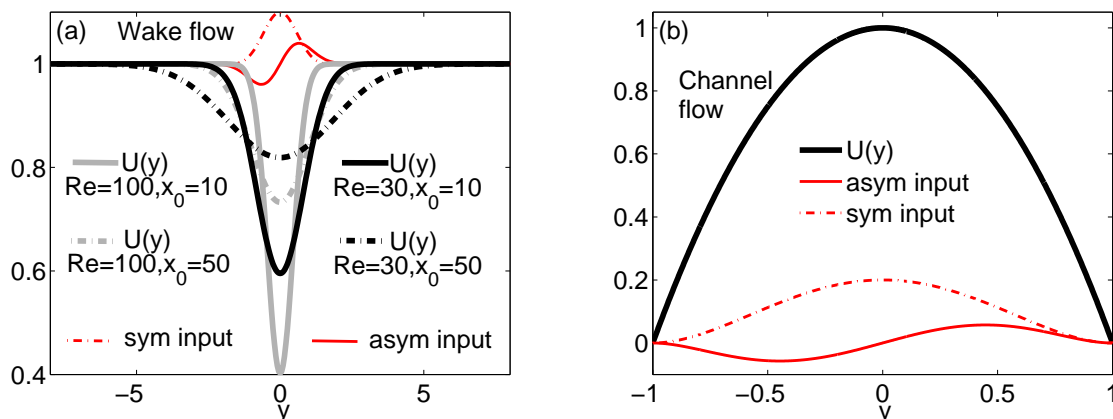 (a)
Wake flow
1
0.8
0.6
0.4
U(y)
Re=100,x0=10
U(y)
Re=30,x0=10
U(y)
Re=100,x0=50
U(y)
Re=30,x0=50
sym input
asym input
−5
0
5
y
(b)
Channel
flow
1
0.8
0.6
0.4
0.2
0
U(y)
asym input
sym input
-1
-0.5
0
0.5
1
y